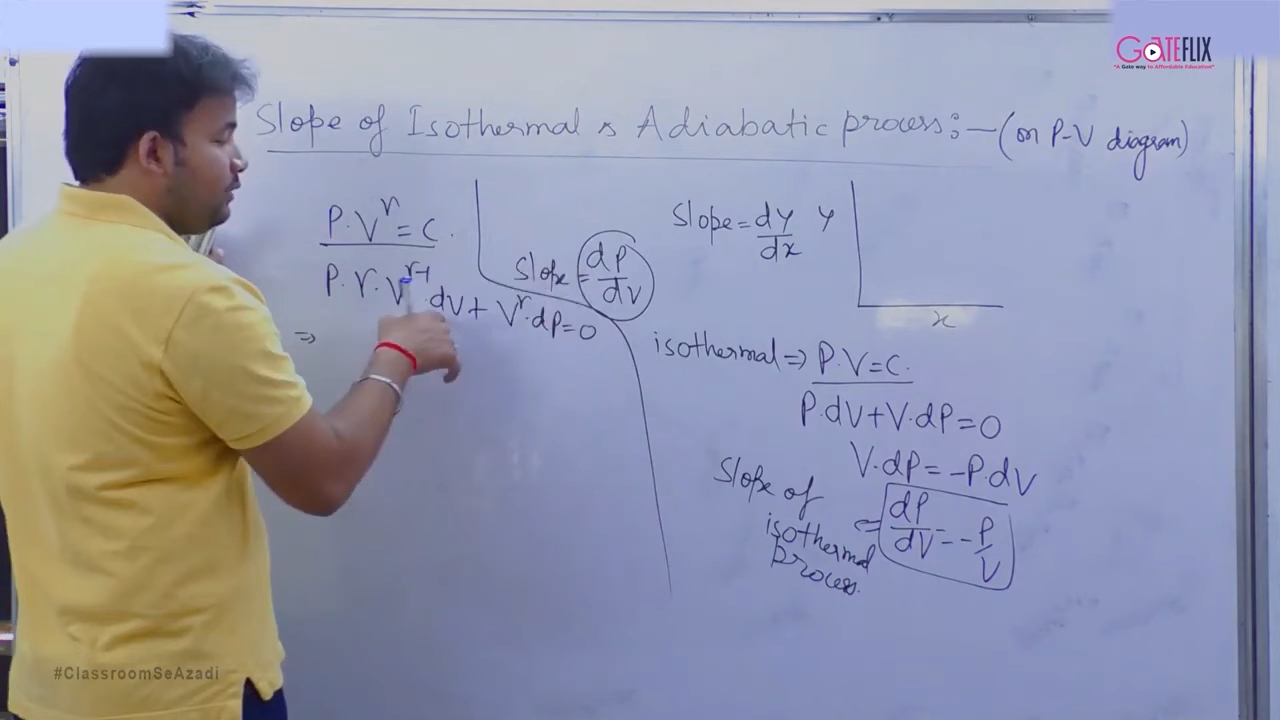 GATEFLIX
"A Gate way to Affordable Education"
Slope of Isothermal & Adiabatic process:-(on P-V diagram)
P.V^r = C.
P.r.V^r-1.dV + V^r.dP=0
⇒
Slope = dP/dV
Slope = dy/dx
y
x
isothermal ⇒ P.V=C.
P.dV+V.dP=0
V.dP=-P.dV
Slope of isothermal process. = dP/dV = -P/V
#ClassroomSeAzadi